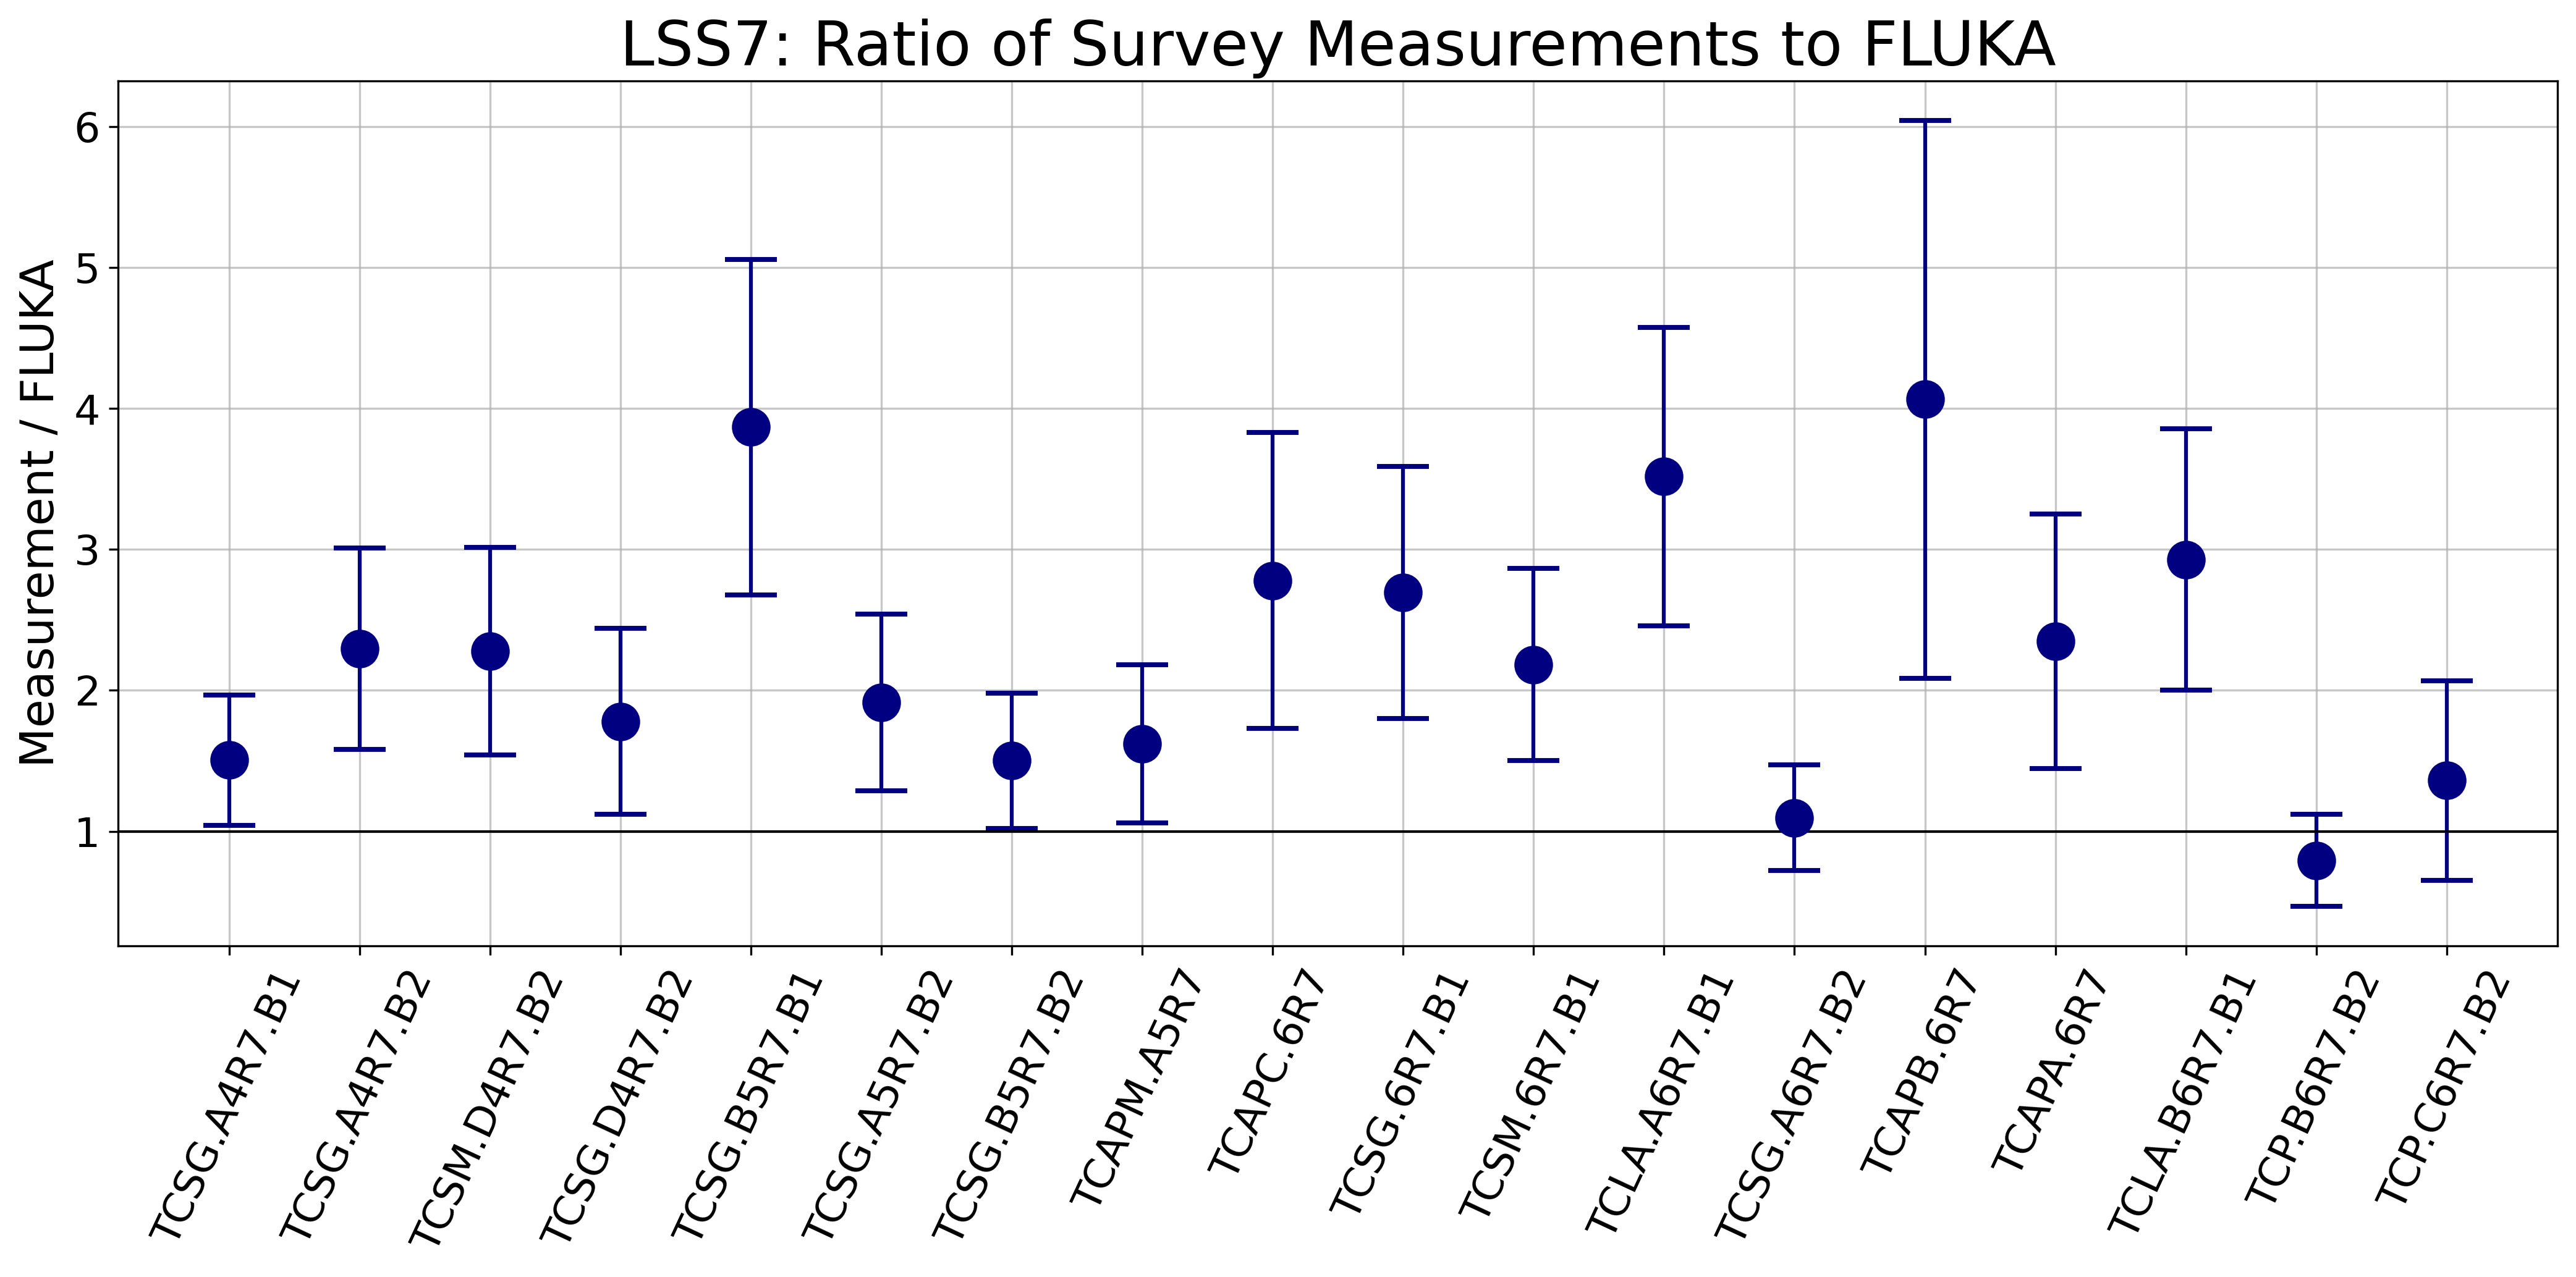 LSS7: Ratio of Survey Measurements to FLUKA
Measurement / FLUKA
6
5
4
3
2
1
TCSG.A4R7.B1
TCSG.A4R7.B2
TCSM.D4R7.B2
TCSG.D4R7.B2
TCSG.B5R7.B1
TCSG.A5R7.B2
TCSG.B5R7.B2
TCAPM.A5R7
TCAPC.6R7
TCSG.6R7.B1
TCSM.6R7.B1
TCLA.A6R7.B1
TCSG.A6R7.B2
TCAPB.6R7
TCAPA.6R7
TCLA.B6R7.B1
TCP.B6R7.B2
TCP.C6R7.B2